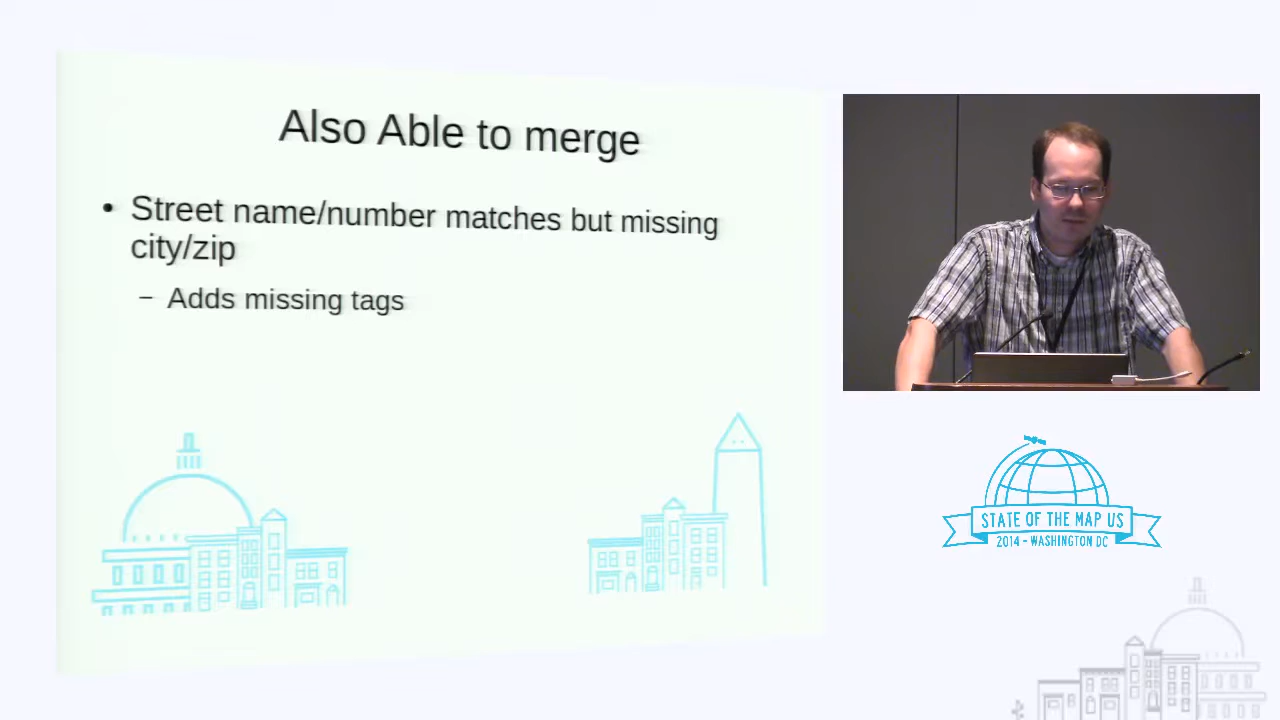 Also Able to merge
• Street name/number matches but missing
city/zip
– Adds missing tags
STATE OF THE MAP US
2014 - WASHINGTON DC